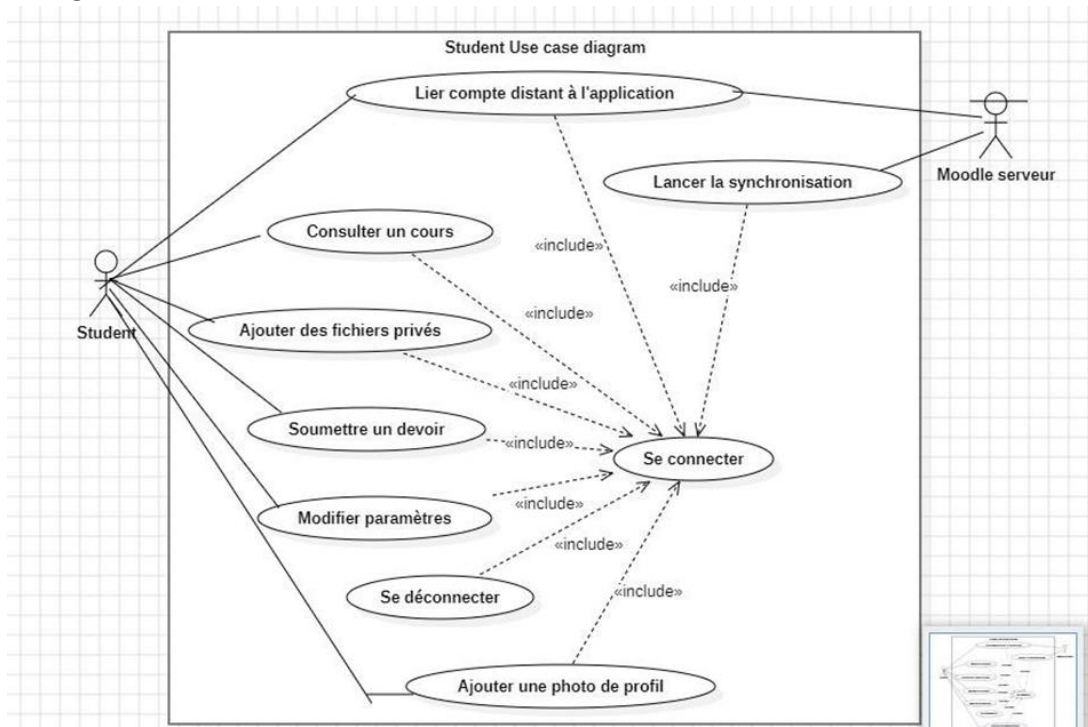 Student Use case diagram
Lier compte distant à l'application
Moodle serveur
Lancer la synchronisation
Consulter un cours
«include»
«include»
«include»
Student
Ajouter des fichiers privés
«include»
Soumettre un devoir
«include»
Se connecter
Modifier paramètres
«include»
«include»
Se déconnecter
«include»
Ajouter une photo de profil